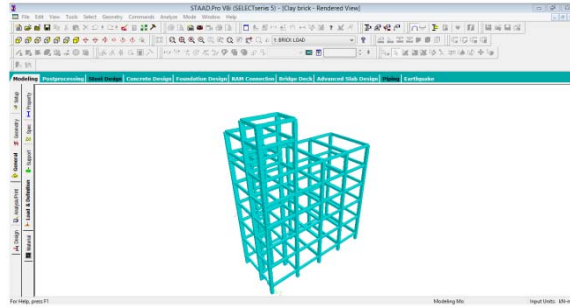 STAAD.Pro V8i (SELECTseries 5) - [Clay brick - Rendered View]
File Edit View Tools Select Geometry Commands Analyze Mode Window Help
1: BRICK LOAD
Modeling Postprocessing Steel Design Concrete Design Foundation Design RAM Connection Bridge Deck Advanced Slab Design Piping Earthquake
Setup
Geometry
General
Analysis/Print
Design
Property
Spec
Support
Load & Definition
Material
For Help, press F1
Modeling Mo
Input Units: kN-m